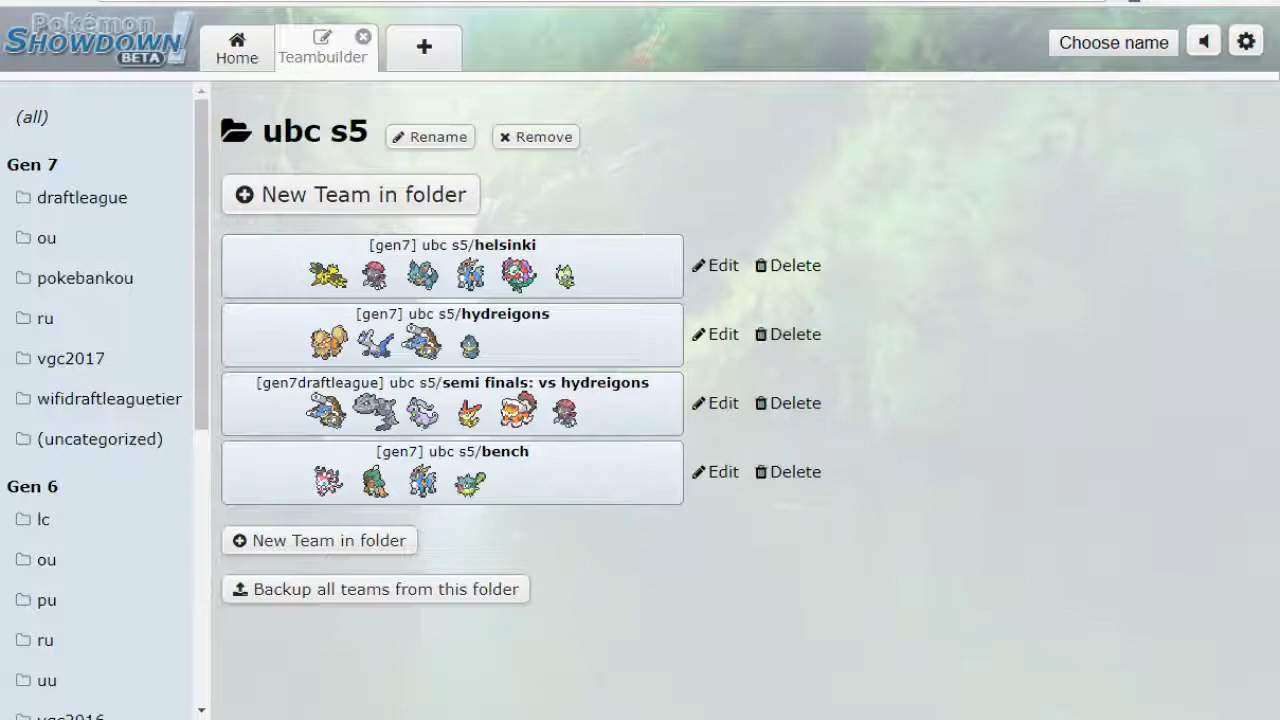 Pokémon
SHOWDOWN!
BETA
Home
Teambuilder
Choose name
(all)
Gen 7
draftleague
ou
pokebankou
ru
vgc2017
wifidraftleaguetier
(uncategorized)
Gen 6
lc
ou
pu
ru
uu
vgc2016
ubc s5
Rename
Remove
New Team in folder
[gen7] ubc s5/helsinki
Edit Delete
[gen7] ubc s5/hydreigons
Edit Delete
[gen7draftleague] ubc s5/semi finals: vs hydreigons
Edit Delete
[gen7] ubc s5/bench
Edit Delete
New Team in folder
Backup all teams from this folder